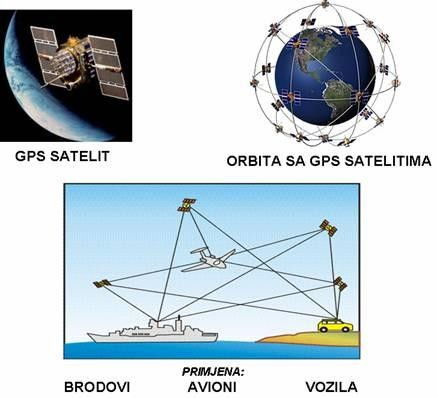 GPS SATELIT
ORBITA SA GPS SATELITIMA
PRIMJENA:
BRODOVI AVIONI VOZILA